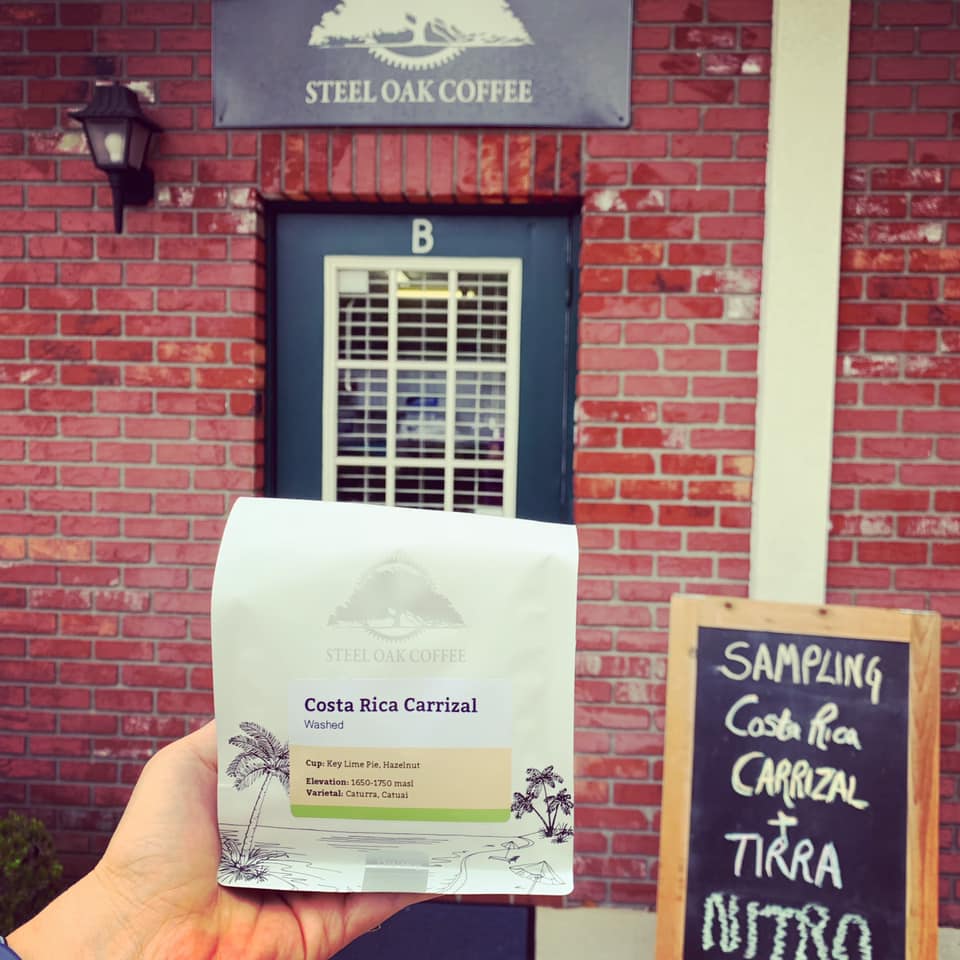 STEEL OAK COFFEE
B
STEEL OAK COFFEE
Costa Rica Carrizal
Washed
Cup: Key Lime Pie, Hazelnut
Elevation: 1650-1750 masl
Varietal: Caturra, Catuai
SAMPLING
Costa Rica
CARRIZAL
+
TIRRA
NITRO